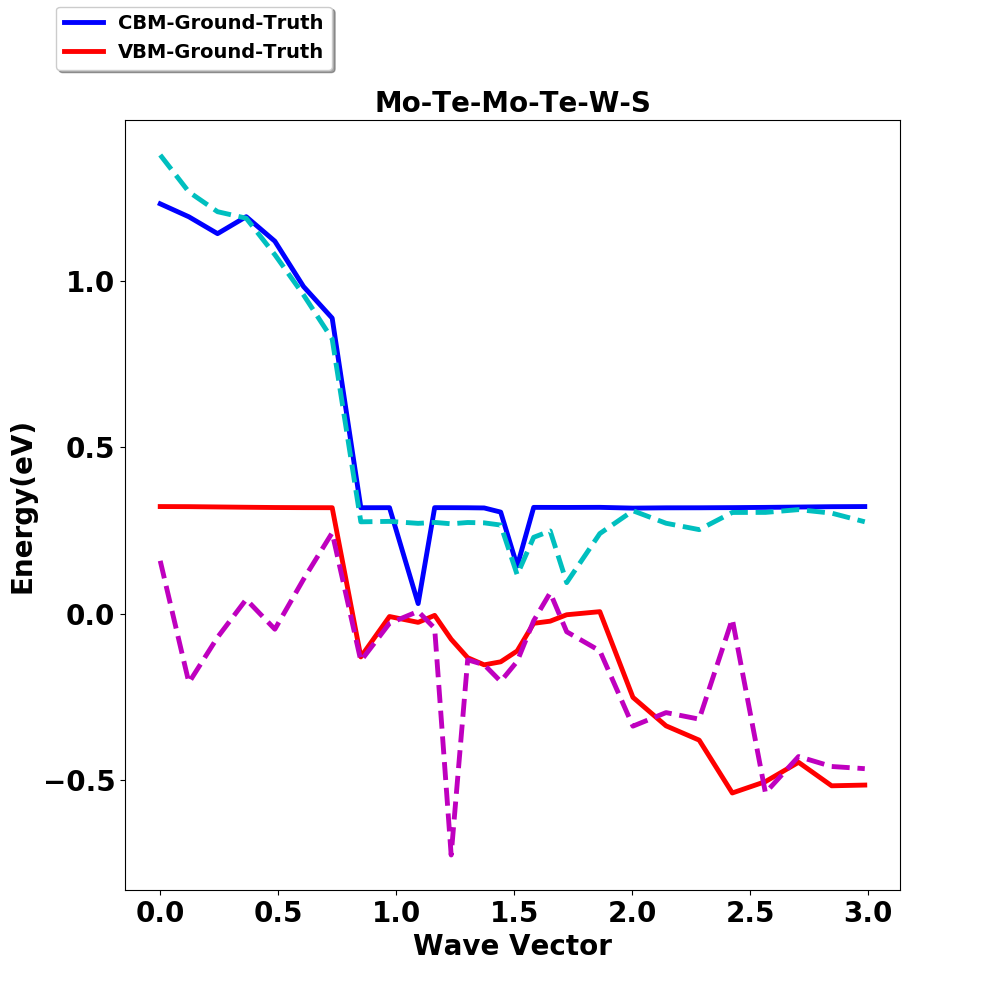 CBM-Ground-Truth
VBM-Ground-Truth
Mo-Te-Mo-Te-W-S
Energy(eV)
1.0
0.5
0.0
−0.5
0.0 0.5 1.0 1.5 2.0 2.5 3.0
Wave Vector